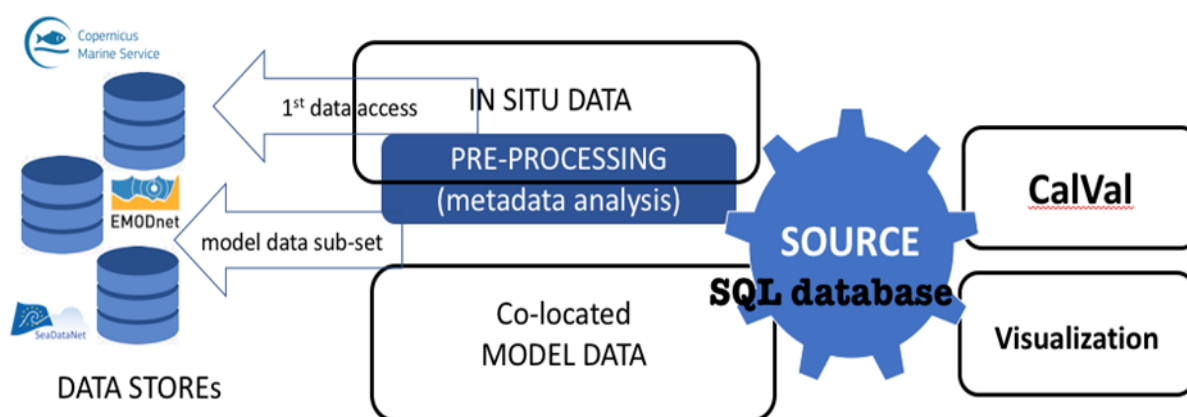 Copernicus
Marine Service
1st data access
EMODnet
model data sub-set
SeaDataNet
DATA STOREs
IN SITU DATA
PRE-PROCESSING
(metadata analysis)
Co-located
MODEL DATA
SOURCE
SQL database
CalVal
Visualization